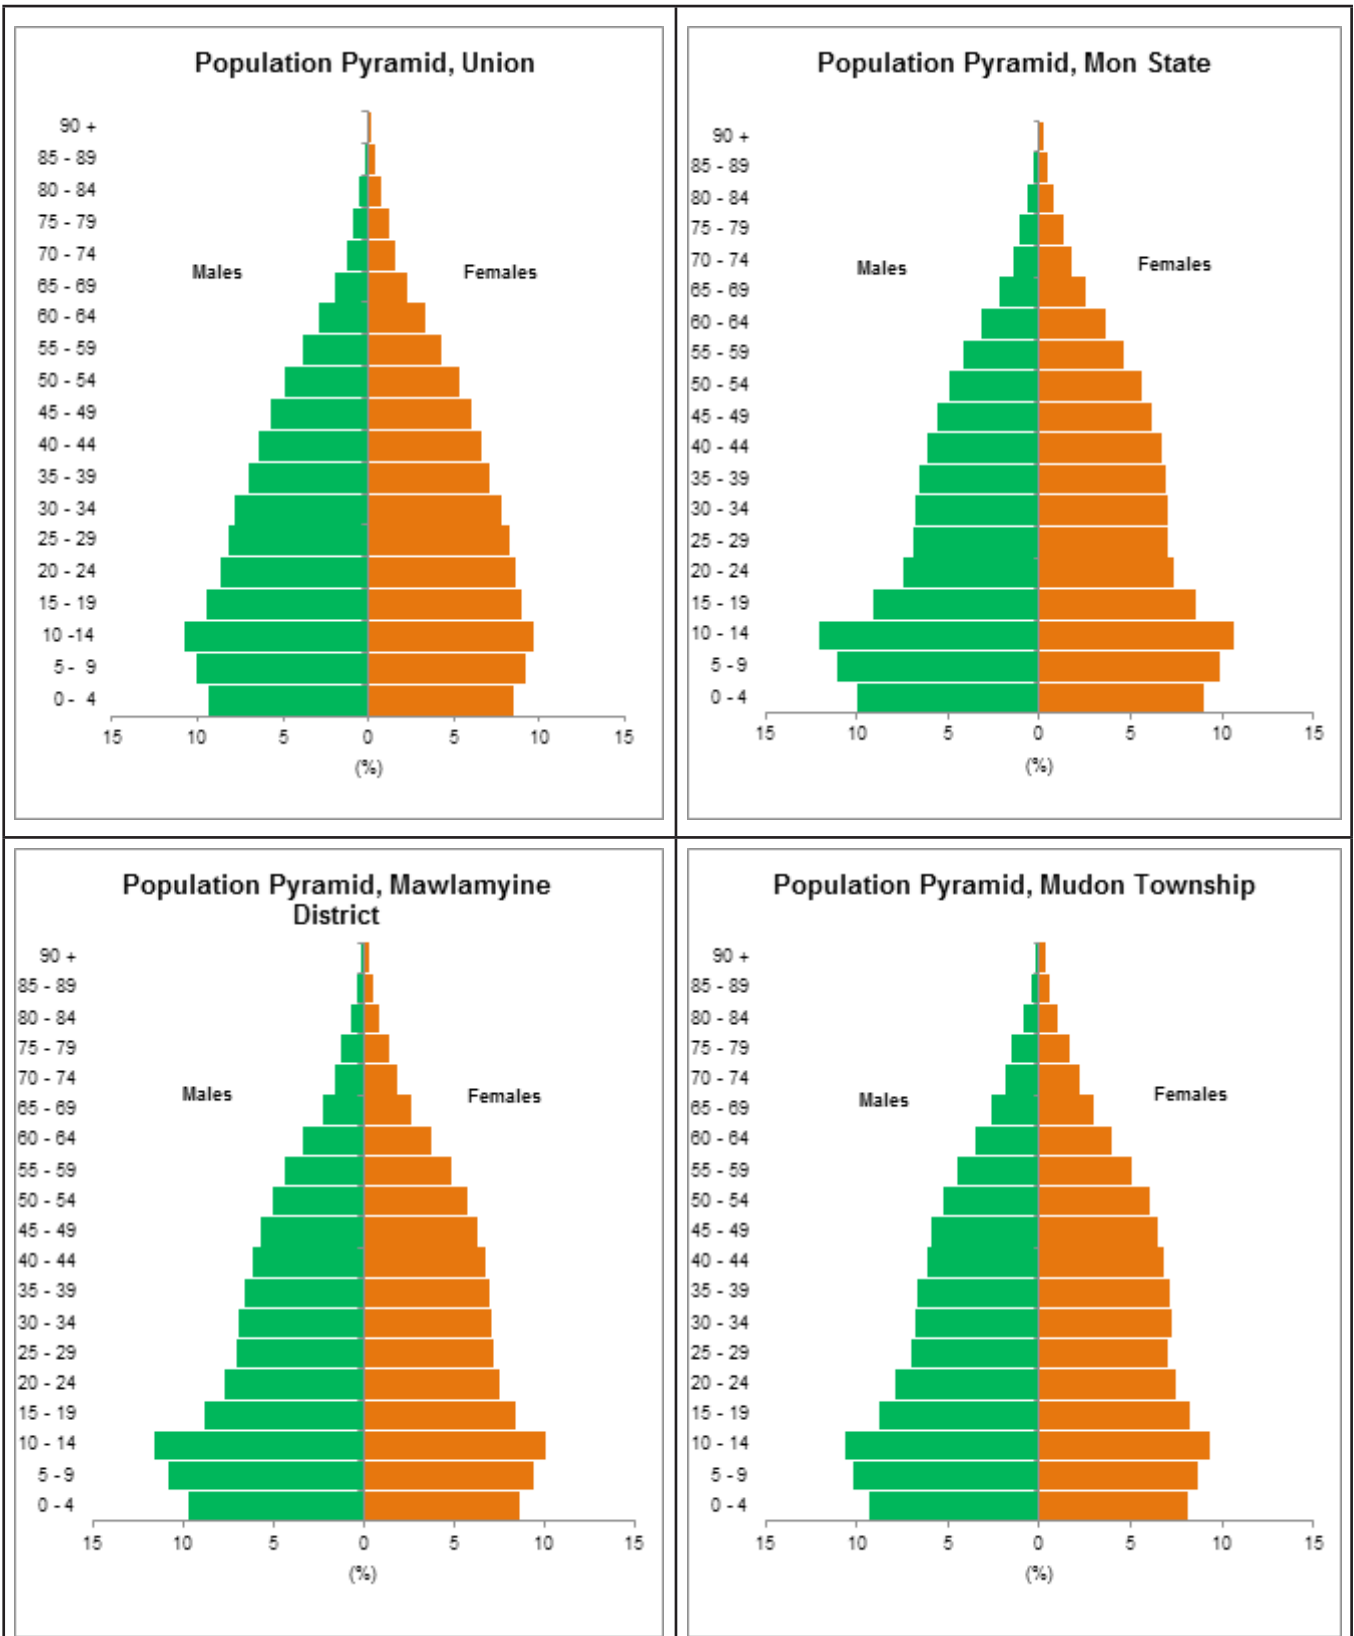 Population Pyramid, Union
90 +
85 - 89
80 - 84
75 - 79
70 - 74
Males
Females
65 - 69
60 - 64
55 - 59
50 - 54
45 - 49
40 - 44
35 - 39
30 - 34
25 - 29
20 - 24
15 - 19
10 -14
5 - 9
0 - 4
15 10 5 0 5 10 15
(%)
Population Pyramid, Mon State
90 +
85 - 89
80 - 84
75 - 79
70 - 74
Males
Females
65 - 69
60 - 64
55 - 59
50 - 54
45 - 49
40 - 44
35 - 39
30 - 34
25 - 29
20 - 24
15 - 19
10 - 14
5 - 9
0 - 4
15 10 5 0 5 10 15
(%)
Population Pyramid, Mawlamyine
District
90 +
85 - 89
80 - 84
75 - 79
70 - 74
Males
Females
65 - 69
60 - 64
55 - 59
50 - 54
45 - 49
40 - 44
35 - 39
30 - 34
25 - 29
20 - 24
15 - 19
10 - 14
5 - 9
0 - 4
15 10 5 0 5 10 15
(%)
Population Pyramid, Mudon Township
90 +
85 - 89
80 - 84
75 - 79
70 - 74
Males
Females
65 - 69
60 - 64
55 - 59
50 - 54
45 - 49
40 - 44
35 - 39
30 - 34
25 - 29
20 - 24
15 - 19
10 - 14
5 - 9
0 - 4
15 10 5 0 5 10 15
(%)